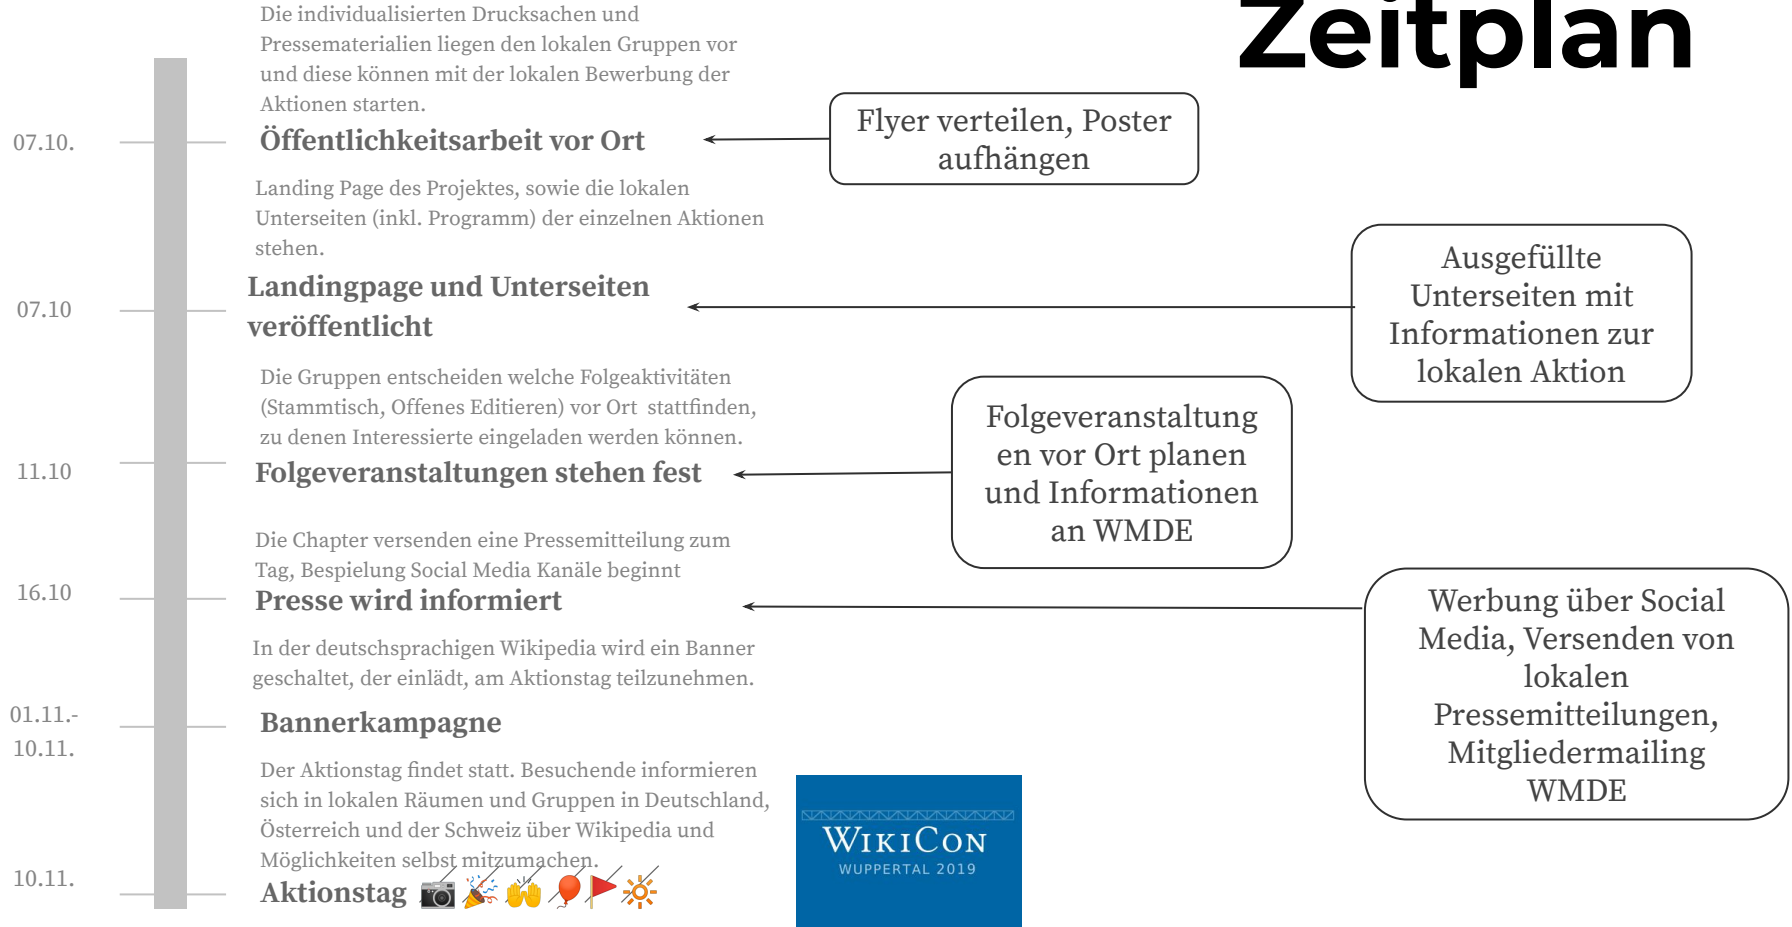 Zeitplan
Die individualisierten Drucksachen und
Pressematerialien liegen den lokalen Gruppen vor
und diese können mit der lokalen Bewerbung der
Aktionen starten.
07.10.
Öffentlichkeitsarbeit vor Ort
Flyer verteilen, Poster
aufhängen
Landing Page des Projektes, sowie die lokalen
Unterseiten (inkl. Programm) der einzelnen Aktionen
stehen.
07.10
Landingpage und Unterseiten
veröffentlicht
Ausgefüllte
Unterseiten mit
Informationen zur
lokalen Aktion
Die Gruppen entscheiden welche Folgeaktivitäten
(Stammtisch, Offenes Editieren) vor Ort stattfinden,
zu denen Interessierte eingeladen werden können.
11.10
Folgeveranstaltungen stehen fest
Folgeveranstaltung
en vor Ort planen
und Informationen
an WMDE
Die Chapter versenden eine Pressemitteilung zum
Tag, Bespielung Social Media Kanäle beginnt
16.10
Presse wird informiert
Werbung über Social
Media, Versenden von
lokalen
Pressemitteilungen,
Mitgliedermailing
WMDE
In der deutschsprachigen Wikipedia wird ein Banner
geschaltet, der einlädt, am Aktionstag teilzunehmen.
01.11.-
10.11.
Bannerkampagne
Der Aktionstag findet statt. Besuchende informieren
sich in lokalen Räumen und Gruppen in Deutschland,
Österreich und der Schweiz über Wikipedia und
Möglichkeiten selbst mitzumachen.
10.11.
Aktionstag
WIKICON
WUPPERTAL 2019